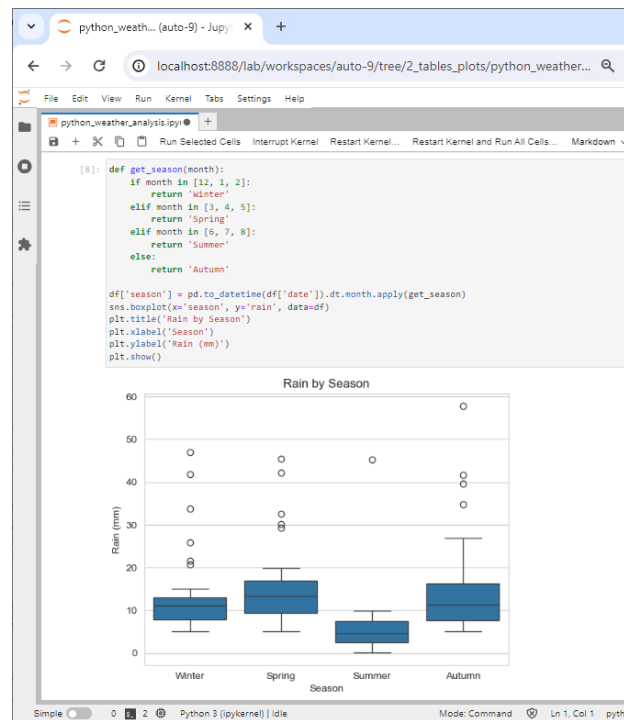 python_weath... (auto-9) - Jupy
localhost:8888/lab/workspaces/auto-9/tree/2_tables_plots/python_weather...
File Edit View Run Kernel Tabs Settings Help
python_weather_analysis.ipyn
Run Selected Cells Interrupt Kernel Restart Kernel... Restart Kernel and Run All Cells... Markdown
[8]: def get_season(month):
if month in [12, 1, 2]:
return 'Winter'
elif month in [3, 4, 5]:
return 'Spring'
elif month in [6, 7, 8]:
return 'Summer'
else:
return 'Autumn'
df['season'] = pd.to_datetime(df['date']).dt.month.apply(get_season)
sns.boxplot(x='season', y='rain', data=df)
plt.title('Rain by Season')
plt.xlabel('Season')
plt.ylabel('Rain (mm)')
plt.show()
Rain by Season
60
50
40
30
20
10
0
Rain (mm)
Winter Spring Summer Autumn
Season
Simple 0 2 Python 3 (ipykernel) | Idle Mode: Command Ln 1, Col 1 pyth